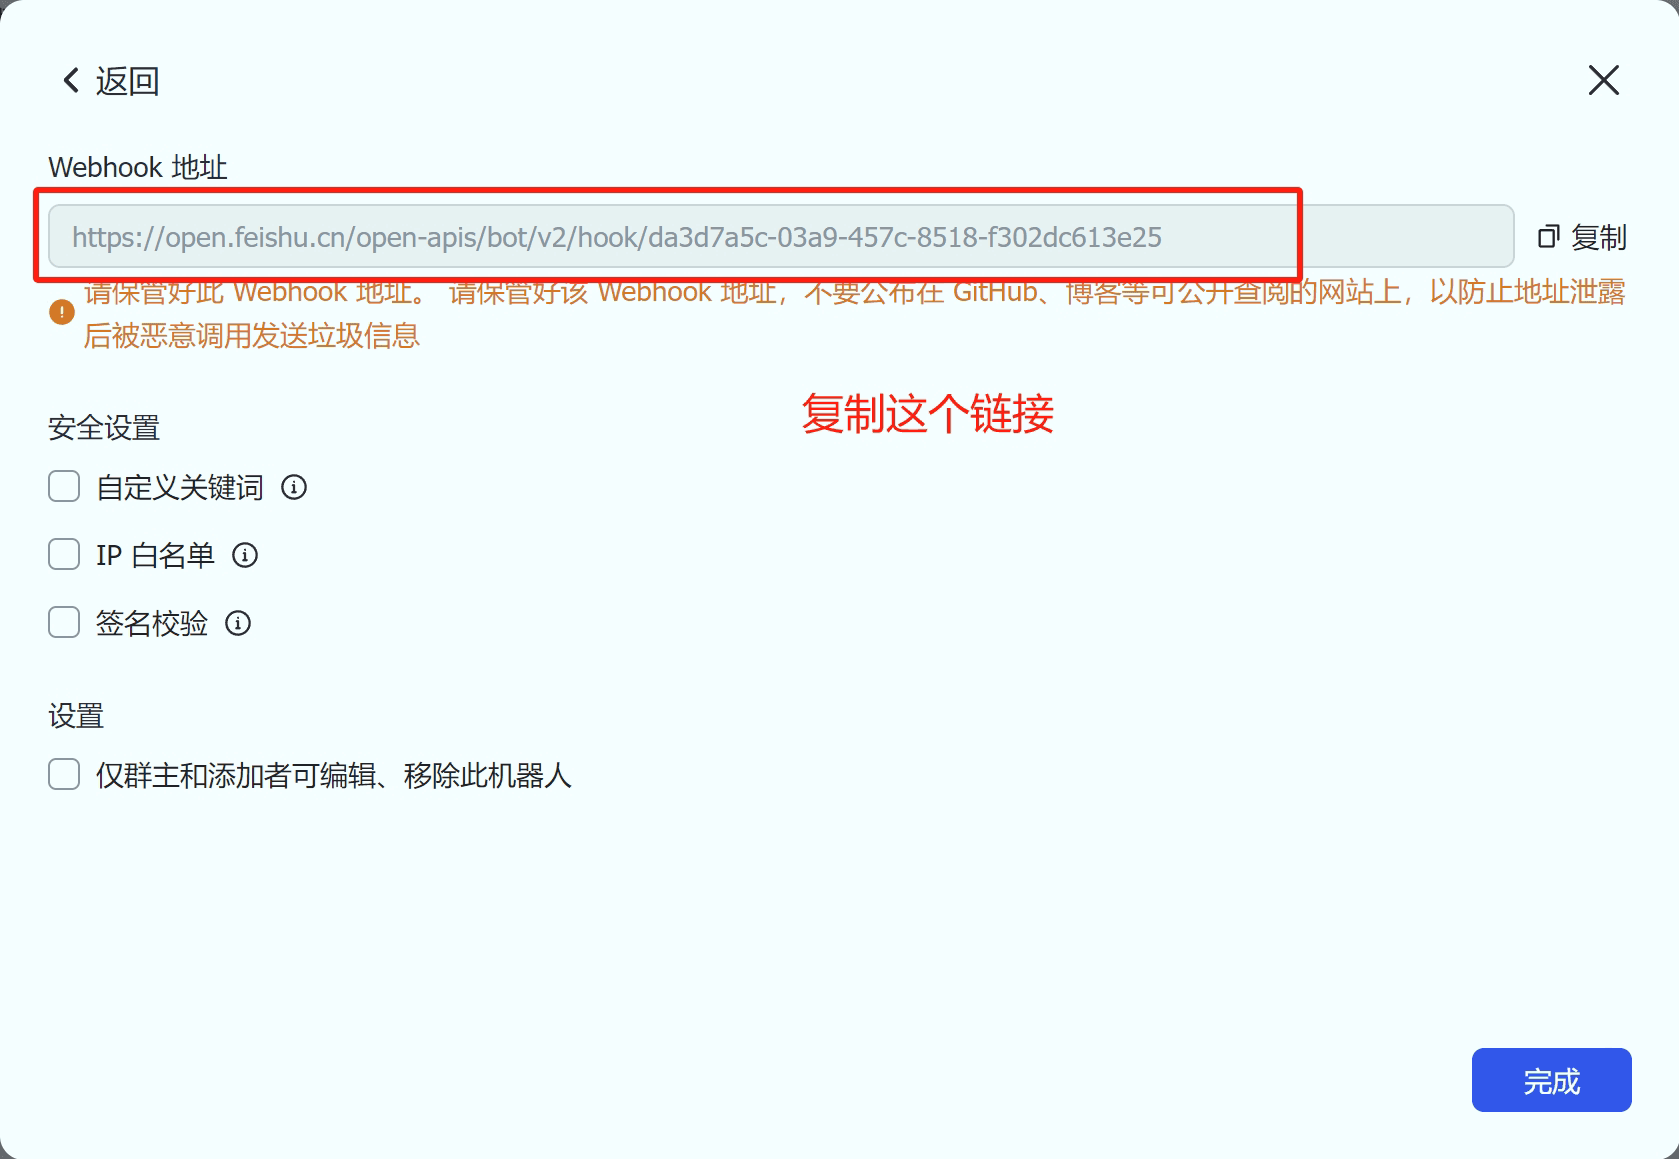 返回
Webhook 地址
https://open.feishu.cn/open-apis/bot/v2/hook/da3d7a5c-03a9-457c-8518-f302dc613e25
复制
请保管好此 Webhook 地址。 请保管好该 Webhook 地址，不要公布在 GitHub、博客等可公开查阅的网站上，以防止地址泄露
后被恶意调用发送垃圾信息
复制这个链接
安全设置
自定义关键词
IP 白名单
签名校验
设置
仅群主和添加者可编辑、移除此机器人
完成